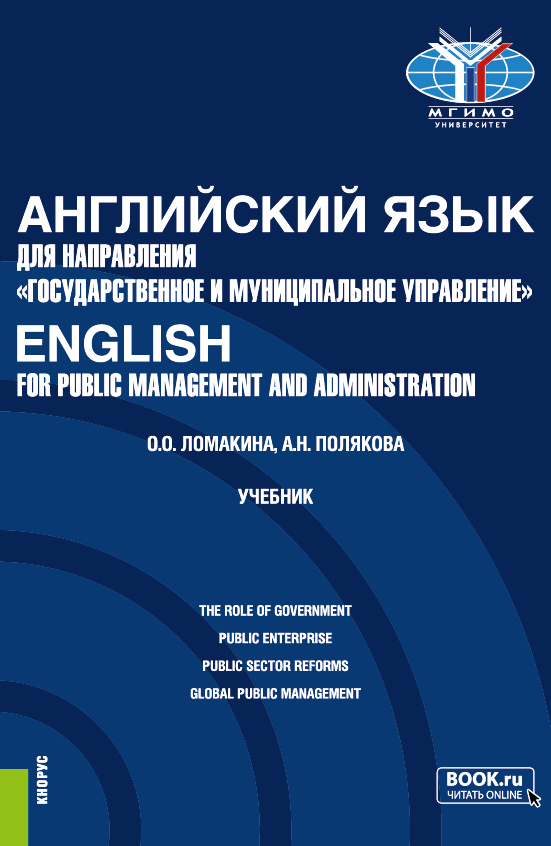 МГИМО
УНИВЕРСИТЕТ
АНГЛИЙСКИЙ ЯЗЫК
ДЛЯ НАПРАВЛЕНИЯ
«ГОСУДАРСТВЕННОЕ И МУНИЦИПАЛЬНОЕ УПРАВЛЕНИЕ»
ENGLISH
FOR PUBLIC MANAGEMENT AND ADMINISTRATION
О.О. ЛОМАКИНА, А.Н. ПОЛЯКОВА
УЧЕБНИК
THE ROLE OF GOVERNMENT
PUBLIC ENTERPRISE
PUBLIC SECTOR REFORMS
GLOBAL PUBLIC MANAGEMENT
КНОРУС
BOOK.ru
ЧИТАТЬ ONLINE